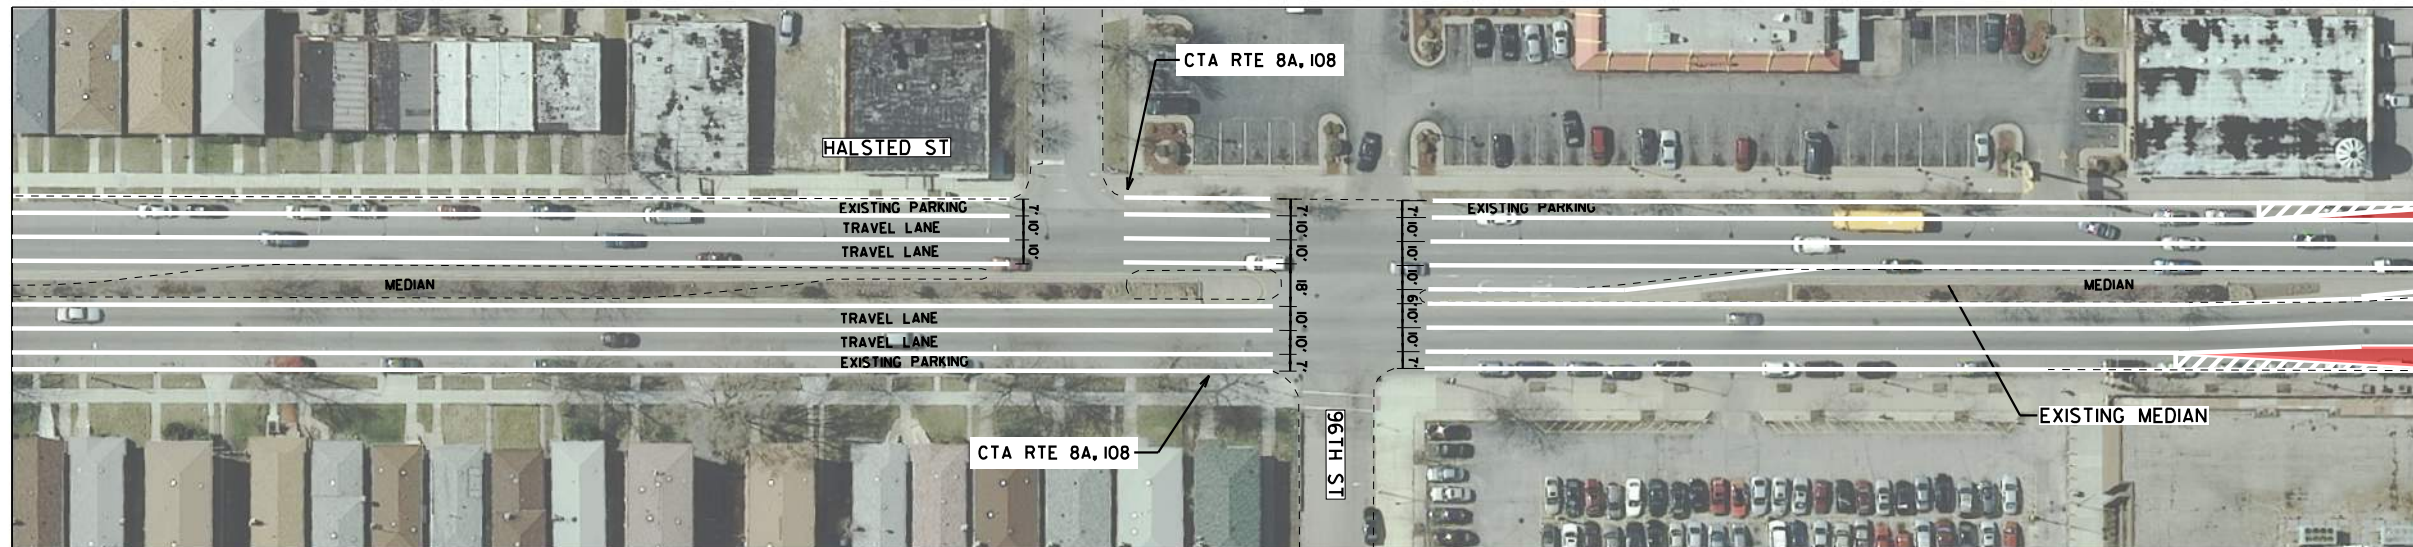 CTA RTE 8A, 108
HALSTED ST
EXISTING PARKING
TRAVEL LANE
TRAVEL LANE
MEDIAN
TRAVEL LANE
TRAVEL LANE
EXISTING PARKING
7' 10' 10'
7' 10' 10' 18' 10' 10' 7'
7' 10' 10' 10' 6' 10' 10' 7'
EXISTING PARKING
MEDIAN
EXISTING MEDIAN
CTA RTE 8A, 108
96TH ST